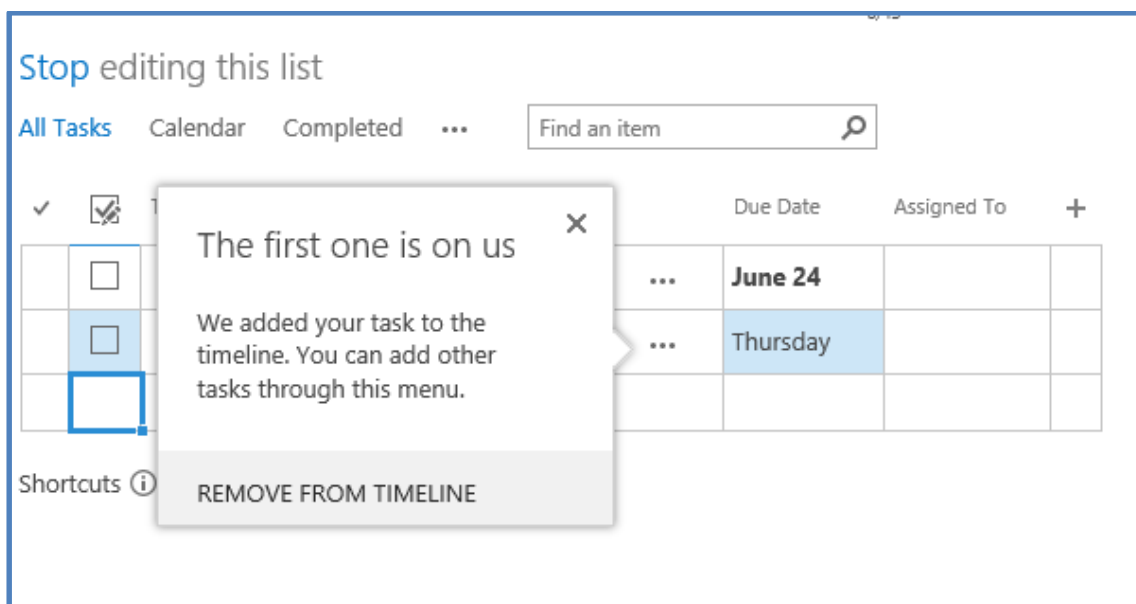 Stop editing this list
All Tasks Calendar Completed ••• Find an item
Due Date Assigned To +
The first one is on us
June 24
We added your task to the
timeline. You can add other
tasks through this menu.
Thursday
Shortcuts
REMOVE FROM TIMELINE